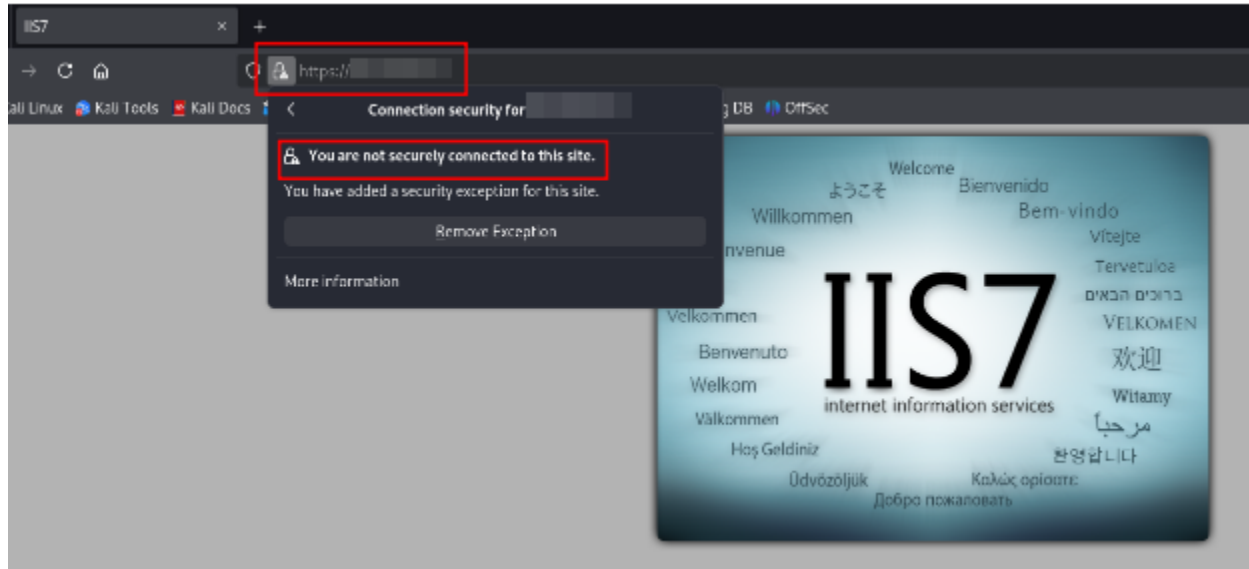 IIS7
https://
Kali Linux Kali Tools Kali Docs DB OffSec
Connection security for
You are not securely connected to this site.
You have added a security exception for this site.
Remove Exception
More information
Welcome
ようこそ
Bienvenido
Willkommen
Bem-vindo
nvenue
Vítejte
Tervetuloa
ברוכים הבאים
Velkommen
VELKOMEN
Benvenuto
欢迎
Welkom
Witamy
IIS7
internet information services
Välkommen
مرحباً
Hoş Geldiniz
환영합니다
Üdvözöljük
Καλώς ορίσατε
Добро пожаловать